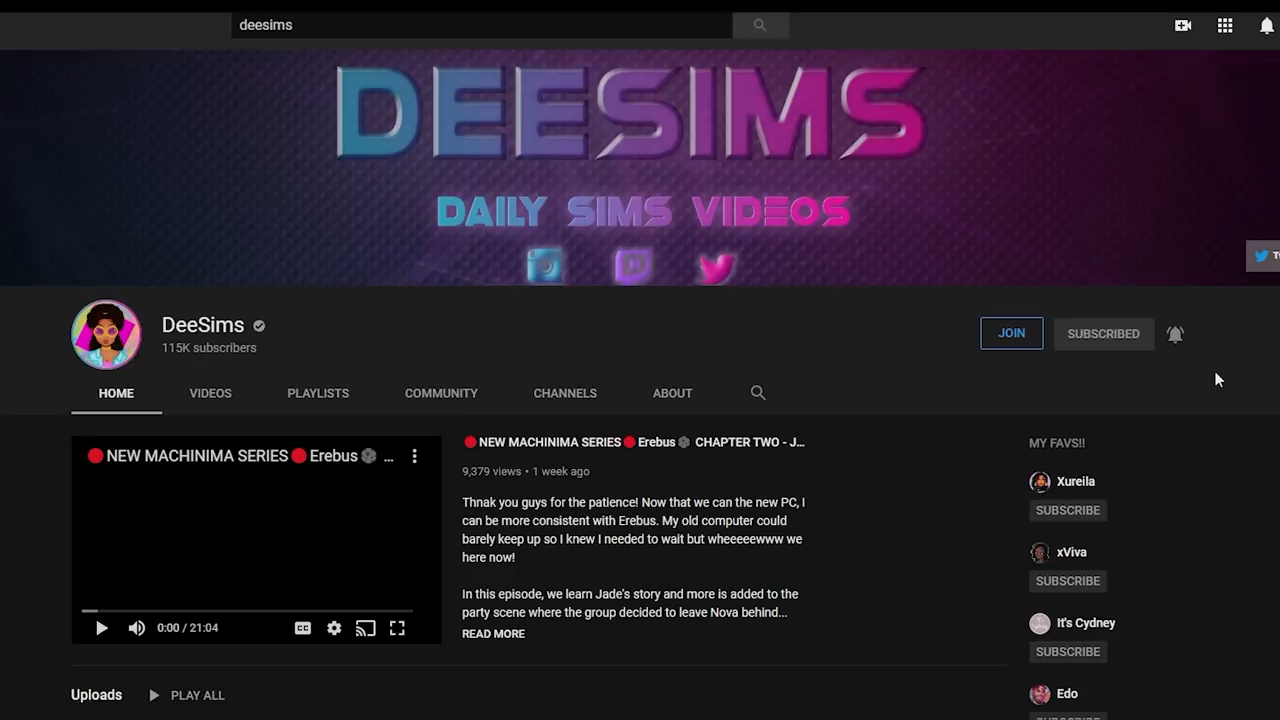 deesims
DEESIMS
DAILY SIMS VIDEOS
DeeSims
115K subscribers
JOIN
SUBSCRIBED
HOME
VIDEOS
PLAYLISTS
COMMUNITY
CHANNELS
ABOUT
🔴NEW MACHINIMA SERIES🔴Erebus ...
0:00 / 21:04
🔴NEW MACHINIMA SERIES🔴Erebus CHAPTER TWO - J...
9,379 views • 1 week ago
Thnak you guys for the patience! Now that we can the new PC, I
can be more consistent with Erebus. My old computer could
barely keep up so I knew I needed to wait but wheeeeewww we
here now!
In this episode, we learn Jade's story and more is added to the
party scene where the group decided to leave Nova behind...
READ MORE
MY FAVS!!
Xureila
SUBSCRIBE
xViva
SUBSCRIBE
It's Cydney
SUBSCRIBE
Edo
Uploads
PLAY ALL